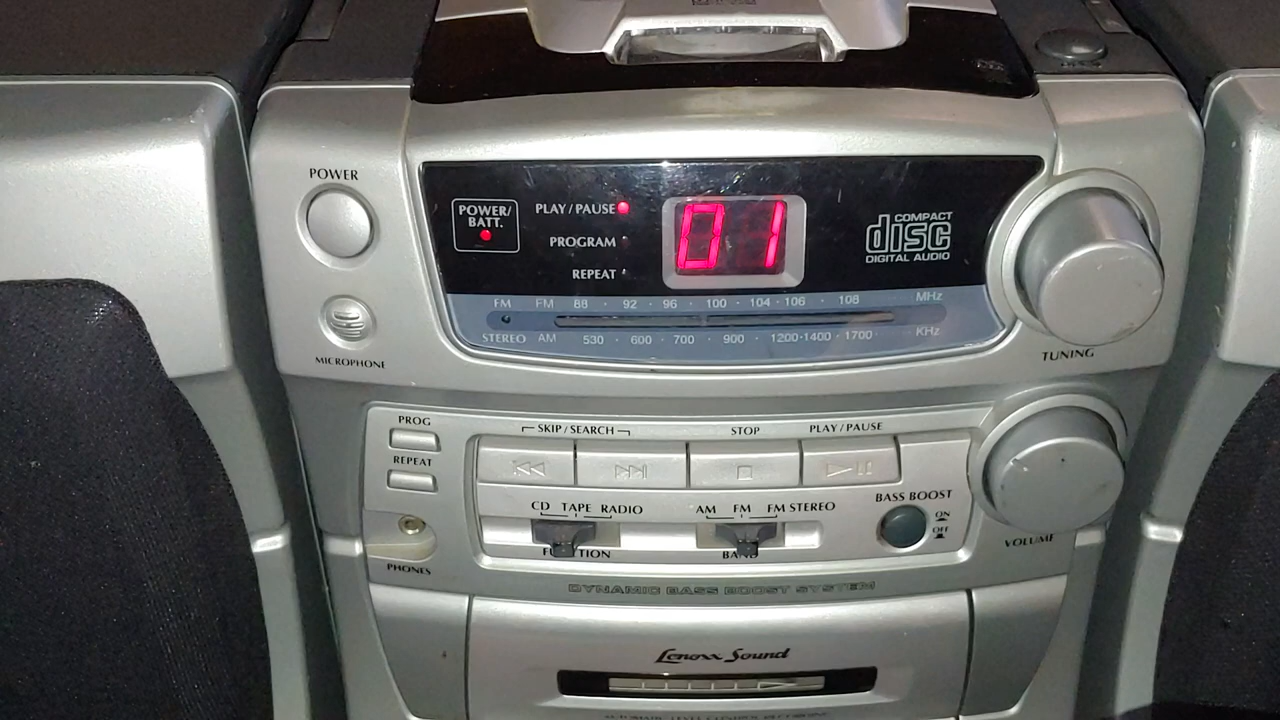 POWER
POWER/
BATT.
PLAY/PAUSE
PROGRAM
REPEAT
01
COMPACT
disc
DIGITAL AUDIO
FM FM 88 · 92 · 96 · 100 · 104 · 106 · 108 MHz
STEREO AM 530 · 600 · 700 · 900 · 1200·1400 · 1700 · KHz
MICROPHONE
TUNING
PROG
REPEAT
PHONES
SKIP/SEARCH STOP PLAY/PAUSE
CD TAPE RADIO AM FM FM STEREO
BAND
BASS BOOST
ON
OFF
VOLUME
DYNAMIC BASS BOOST SYSTEM
Lenoxx Sound